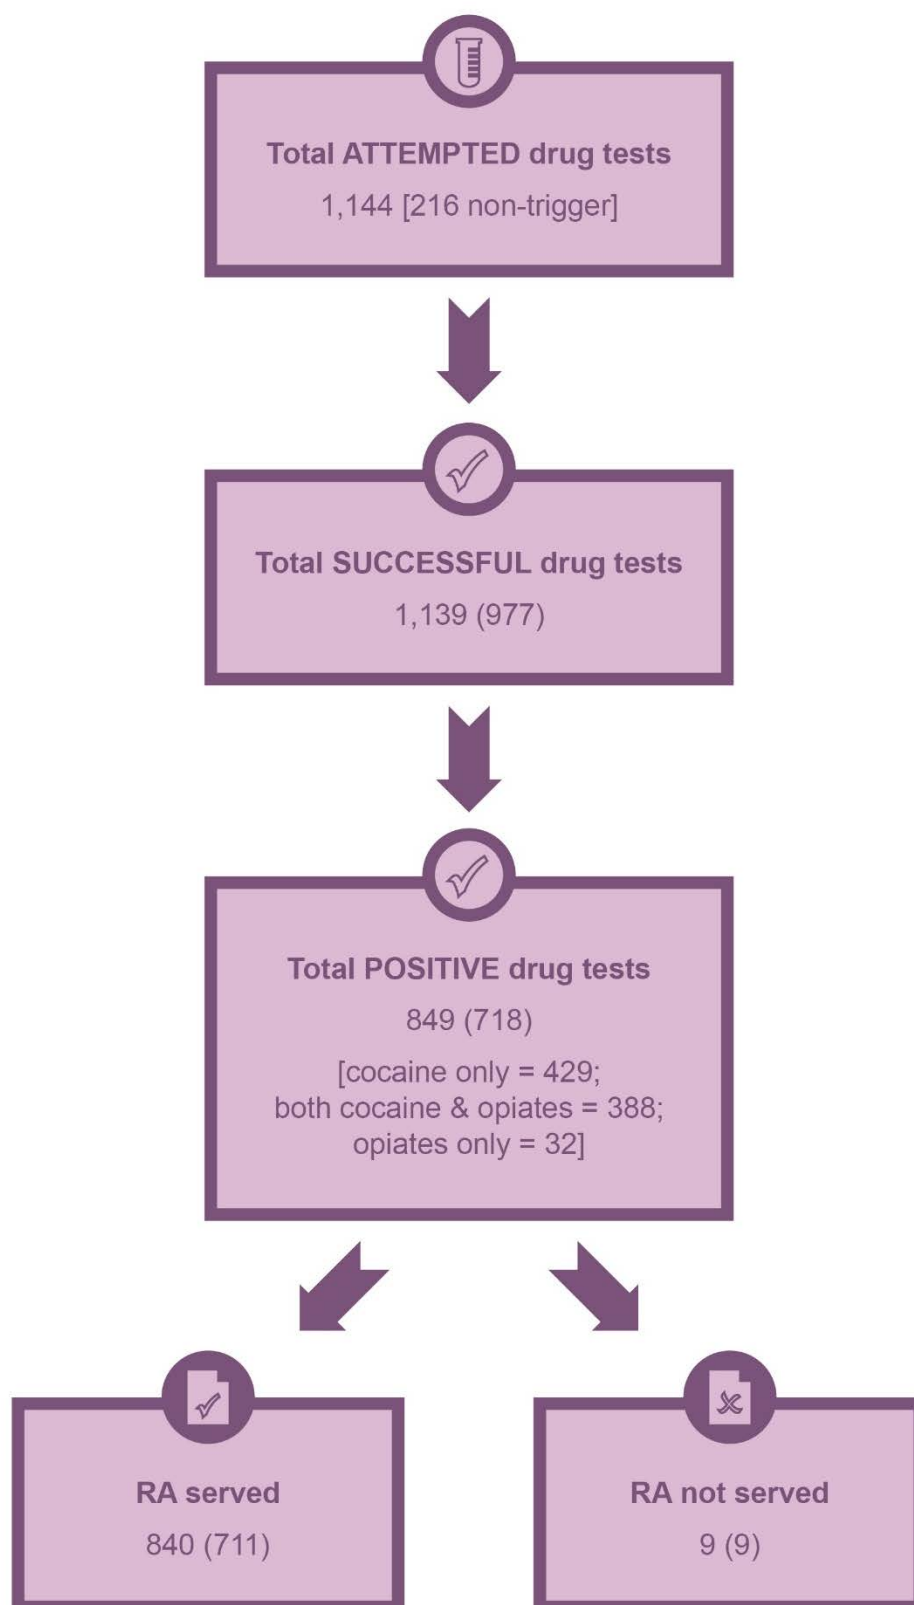 Total ATTEMPTED drug tests
1,144 [216 non-trigger]
Total SUCCESSFUL drug tests
1,139 (977)
Total POSITIVE drug tests
849 (718)
[cocaine only = 429;
both cocaine & opiates = 388;
opiates only = 32]
RA served
840 (711)
RA not served
9 (9)